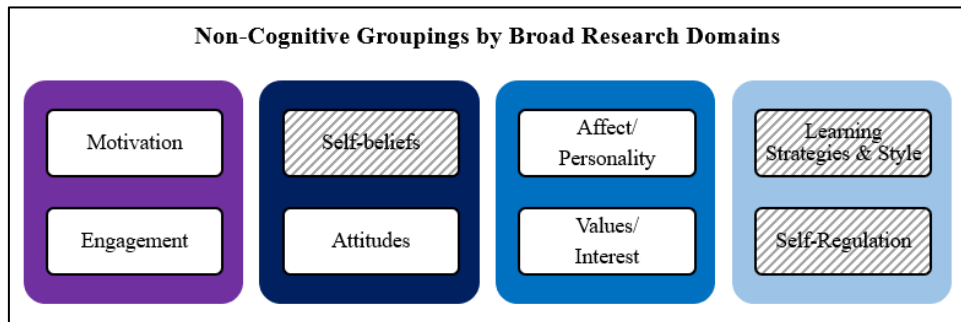 Non-Cognitive Groupings by Broad Research Domains
Motivation
Engagement
Self-beliefs
Attitudes
Affect/
Personality
Values/
Interest
Learning
Strategies & Style
Self-Regulation